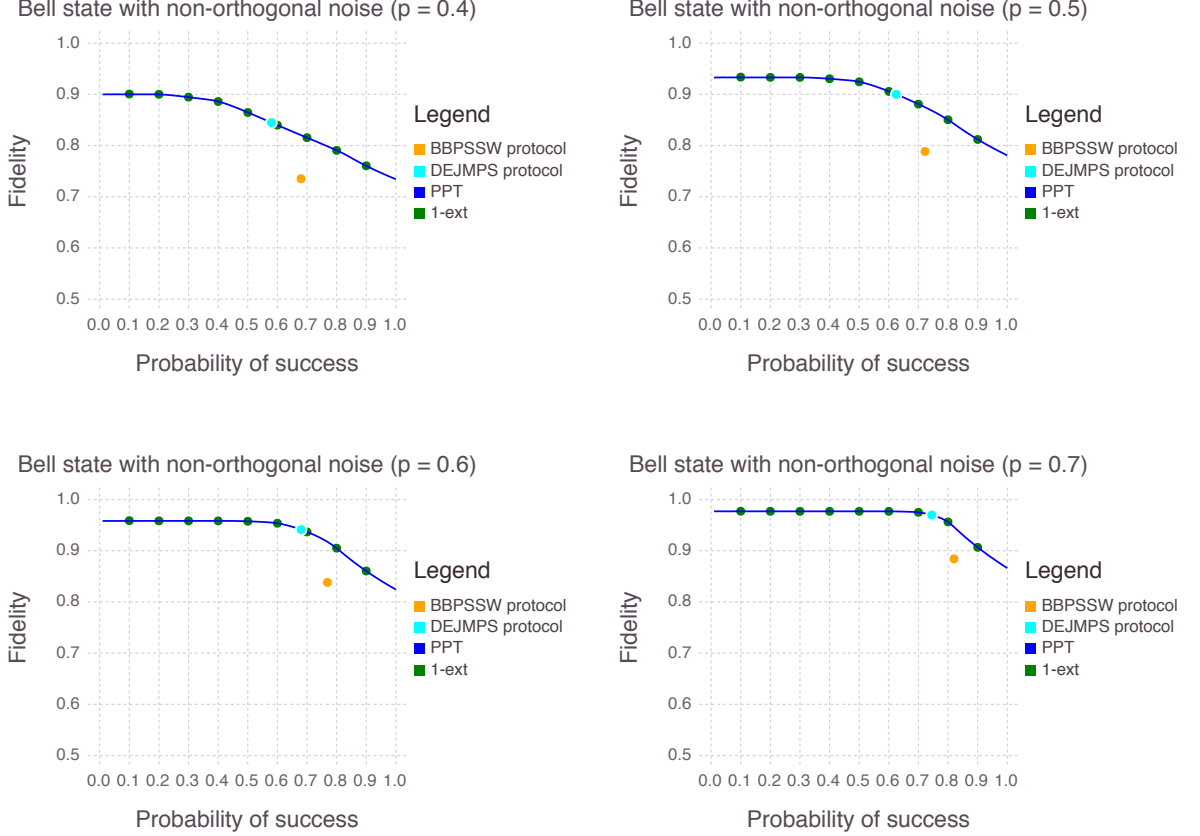 Bell state with non-orthogonal noise (p = 0.4)
1.0
0.9
0.8
0.7
0.6
0.5
Fidelity
0.0 0.1 0.2 0.3 0.4 0.5 0.6 0.7 0.8 0.9 1.0
Probability of success
Legend
BBPSSW protocol
DEJMPS protocol
PPT
1-ext
Bell state with non-orthogonal noise (p = 0.5)
1.0
0.9
0.8
0.7
0.6
0.5
Fidelity
0.0 0.1 0.2 0.3 0.4 0.5 0.6 0.7 0.8 0.9 1.0
Probability of success
Legend
BBPSSW protocol
DEJMPS protocol
PPT
1-ext
Bell state with non-orthogonal noise (p = 0.6)
1.0
0.9
0.8
0.7
0.6
0.5
Fidelity
0.0 0.1 0.2 0.3 0.4 0.5 0.6 0.7 0.8 0.9 1.0
Probability of success
Legend
BBPSSW protocol
DEJMPS protocol
PPT
1-ext
Bell state with non-orthogonal noise (p = 0.7)
1.0
0.9
0.8
0.7
0.6
0.5
Fidelity
0.0 0.1 0.2 0.3 0.4 0.5 0.6 0.7 0.8 0.9 1.0
Probability of success
Legend
BBPSSW protocol
DEJMPS protocol
PPT
1-ext